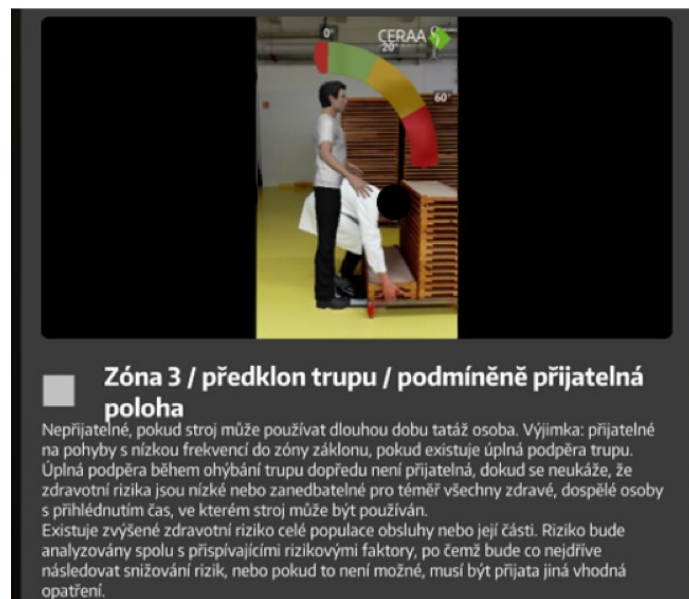 0°
CERAA
20°
60°
Zóna 3 / předklon trupu / podmíněně přijatelná
poloha
Nepřijatelné, pokud stroj může používat dlouhou dobu tatáž osoba. Výjimka: přijatelné
na pohyby s nízkou frekvencí do zóny záklonu, pokud existuje úplná podpěra trupu.
Úplná podpěra během ohýbání trupu dopředu není přijatelná, dokud se neukáže, že
zdravotní rizika jsou nízké nebo zanedbatelné pro téměř všechny zdravé, dospělé osoby
s přihlédnutím čas, ve kterém stroj může být používán.
Existuje zvýšené zdravotní riziko celé populace obsluhy nebo její části. Riziko bude
analyzovány spolu s přispívajícími rizikovými faktory, po čemž bude co nejdříve
následovat snižování rizik, nebo pokud to není možné, musí být přijata jiná vhodná
opatření.